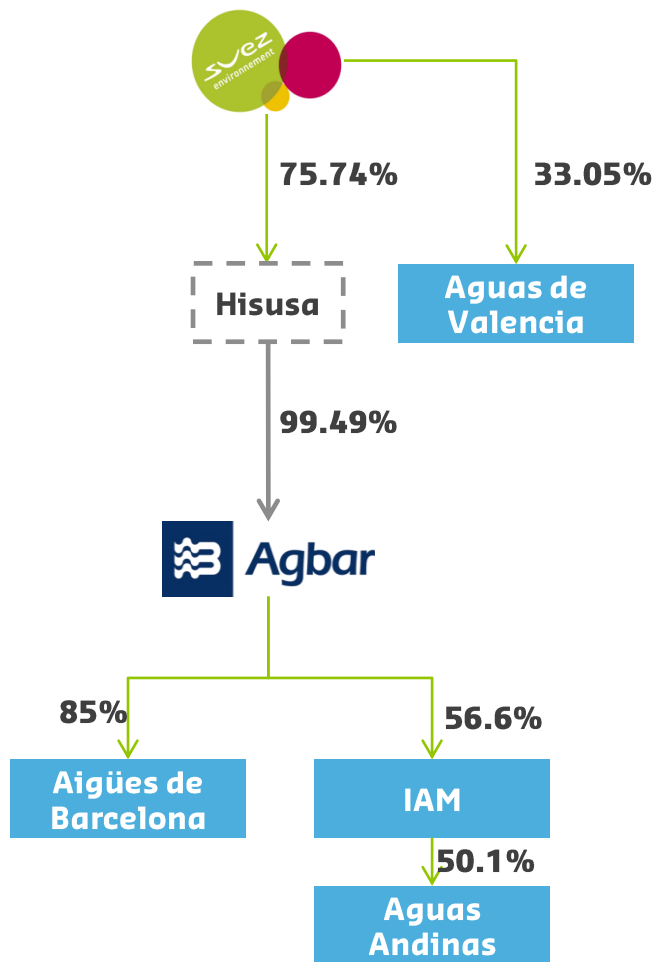 suez
environnement
75.74%
33.05%
Hisusa
Aguas de
Valencia
99.49%
B Agbar
85%
56.6%
Aigües de
Barcelona
IAM
50.1%
Aguas
Andinas